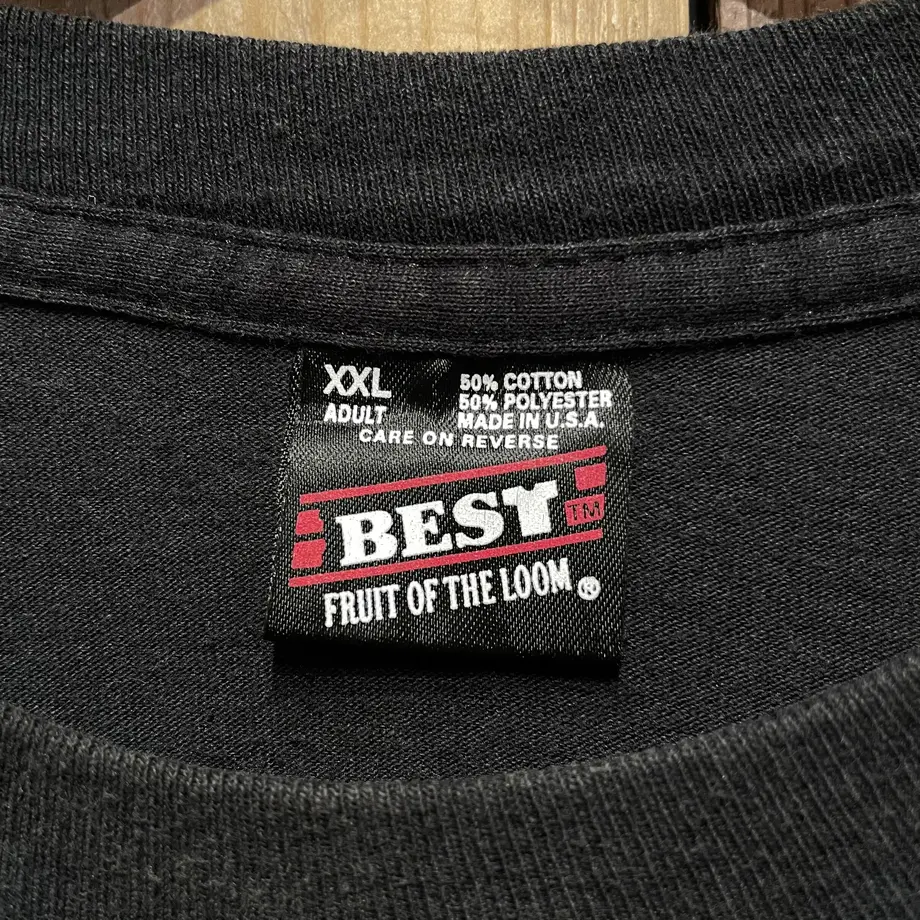 XXL
ADULT
50% COTTON
50% POLYESTER
MADE IN U.S.A.
CARE ON REVERSE
BEST TM
FRUIT OF THE LOOM ®